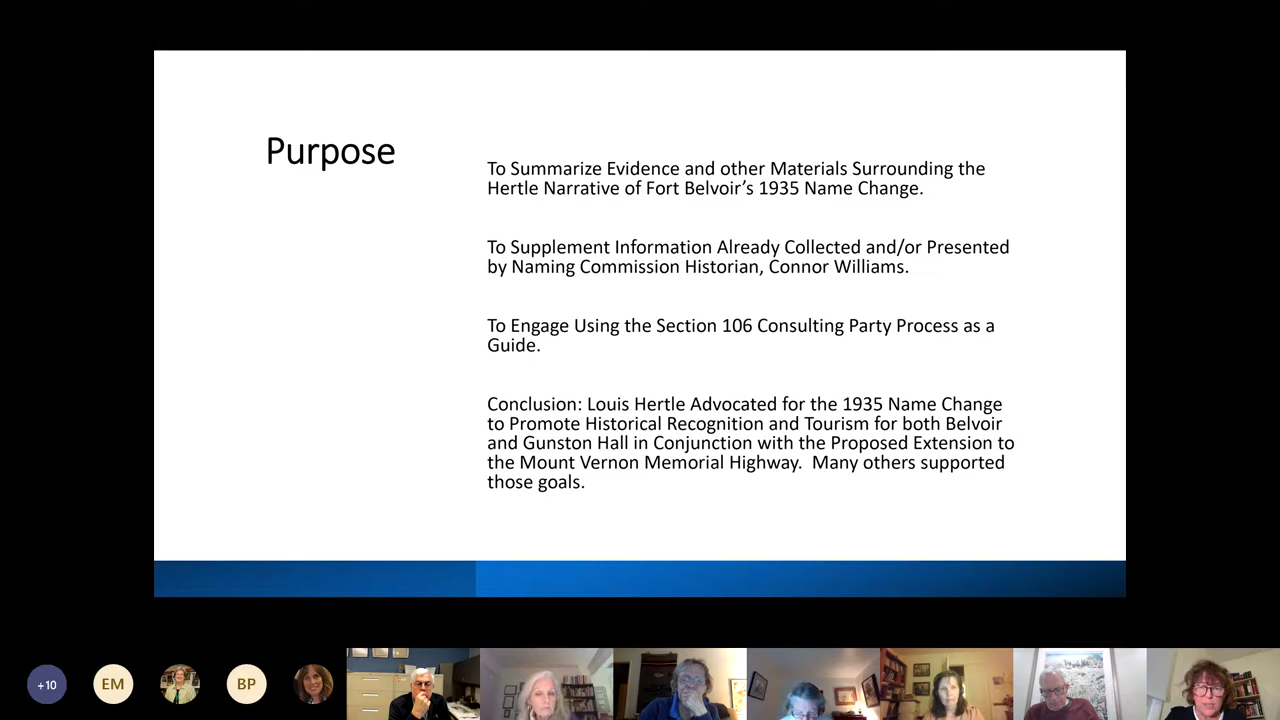 Purpose
To Summarize Evidence and other Materials Surrounding the
Hertle Narrative of Fort Belvoir’s 1935 Name Change.
To Supplement Information Already Collected and/or Presented
by Naming Commission Historian, Connor Williams.
To Engage Using the Section 106 Consulting Party Process as a
Guide.
Conclusion: Louis Hertle Advocated for the 1935 Name Change
to Promote Historical Recognition and Tourism for both Belvoir
and Gunston Hall in Conjunction with the Proposed Extension to
the Mount Vernon Memorial Highway.  Many others supported
those goals.
+10
EM
BP